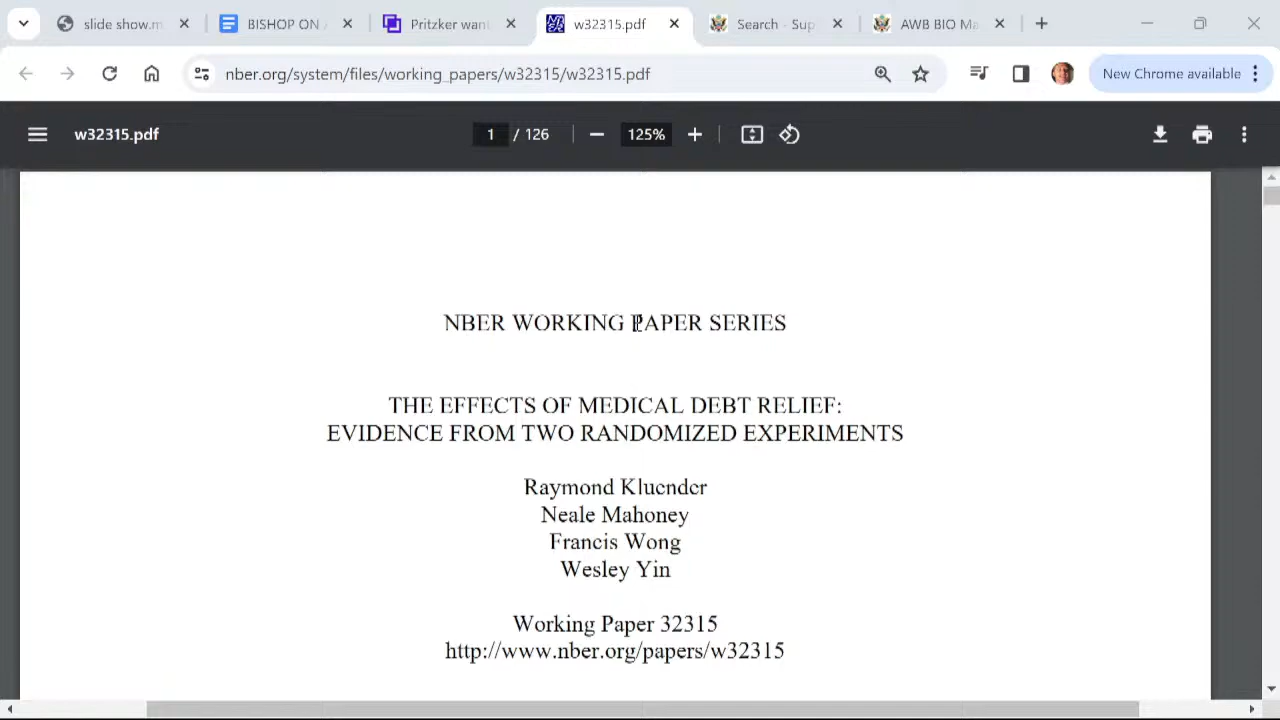 slide show.m
BISHOP ON
Pritzker want
w32315.pdf
Search - Sup
AWB BIO Ma
nber.org/system/files/working_papers/w32315/w32315.pdf
New Chrome available
w32315.pdf
1 / 126
125%
NBER WORKING PAPER SERIES
THE EFFECTS OF MEDICAL DEBT RELIEF:
EVIDENCE FROM TWO RANDOMIZED EXPERIMENTS
Raymond Kluender
Neale Mahoney
Francis Wong
Wesley Yin
Working Paper 32315
http://www.nber.org/papers/w32315